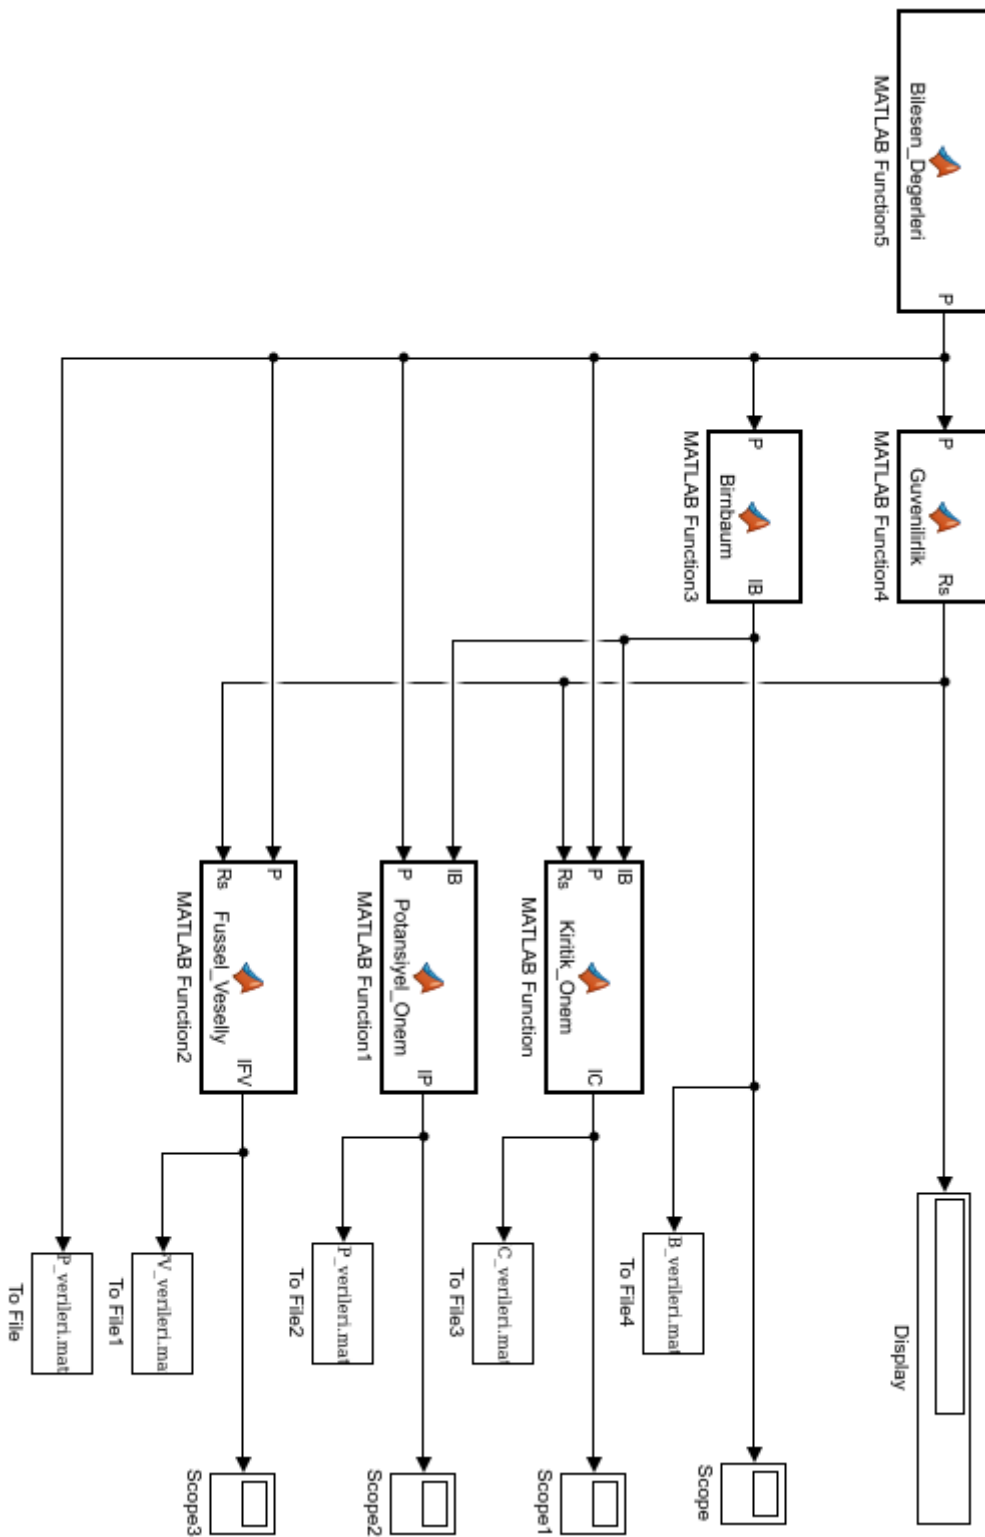 Bilesen_Degerleri
P
MATLAB Function5
P
Guvenilirlik
Rs
MATLAB Function4
Display
P
Birnbaum
IB
MATLAB Function3
B_verileri.mat
To File4
Scope
IB
P
Rs
Kiritik_Onem
IC
MATLAB Function
C_verileri.mat
To File3
Scope1
IB
P
Potansiyel_Onem
IP
MATLAB Function1
P_verileri.mat
To File2
Scope2
P
Rs
Fussel_Veselly
IFV
MATLAB Function2
V_verileri.ma
To File1
Scope3
P_verileri.mat
To File